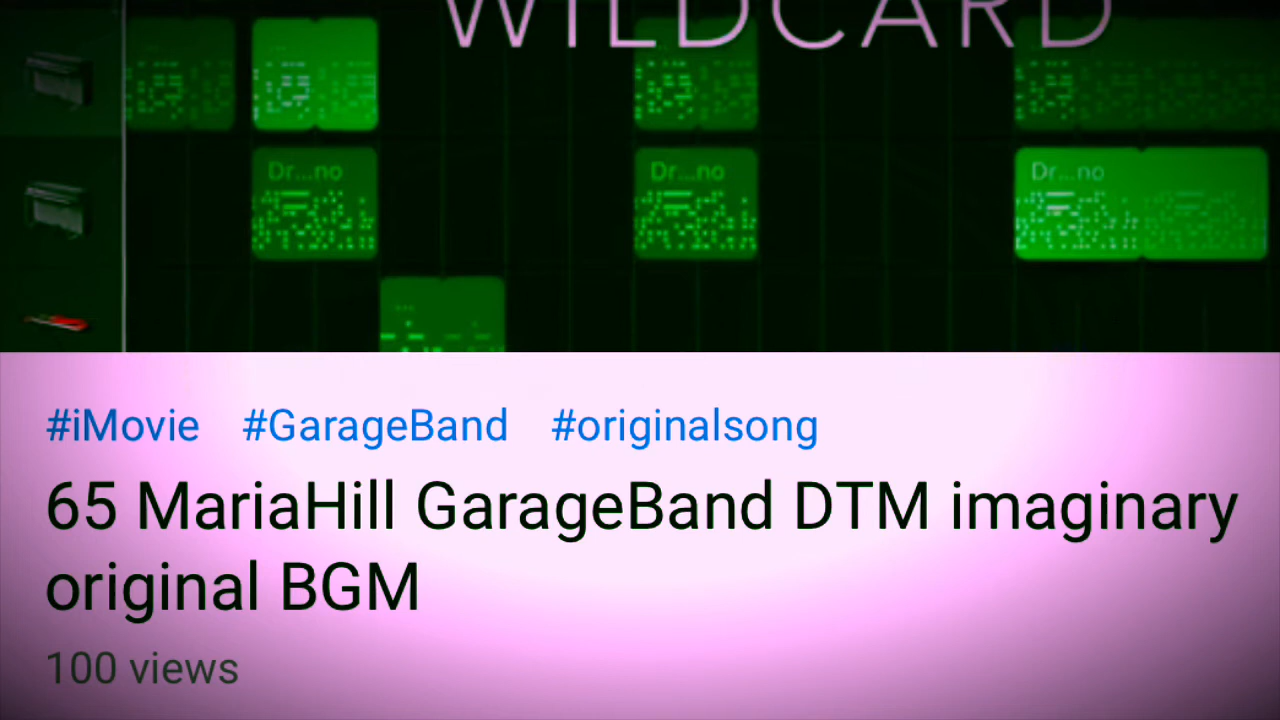 WILDCARD
Dr...no Dr...no Dr...no
...
#iMovie #GarageBand #originalsong
65 MariaHill GarageBand DTM imaginary
original BGM
100 views